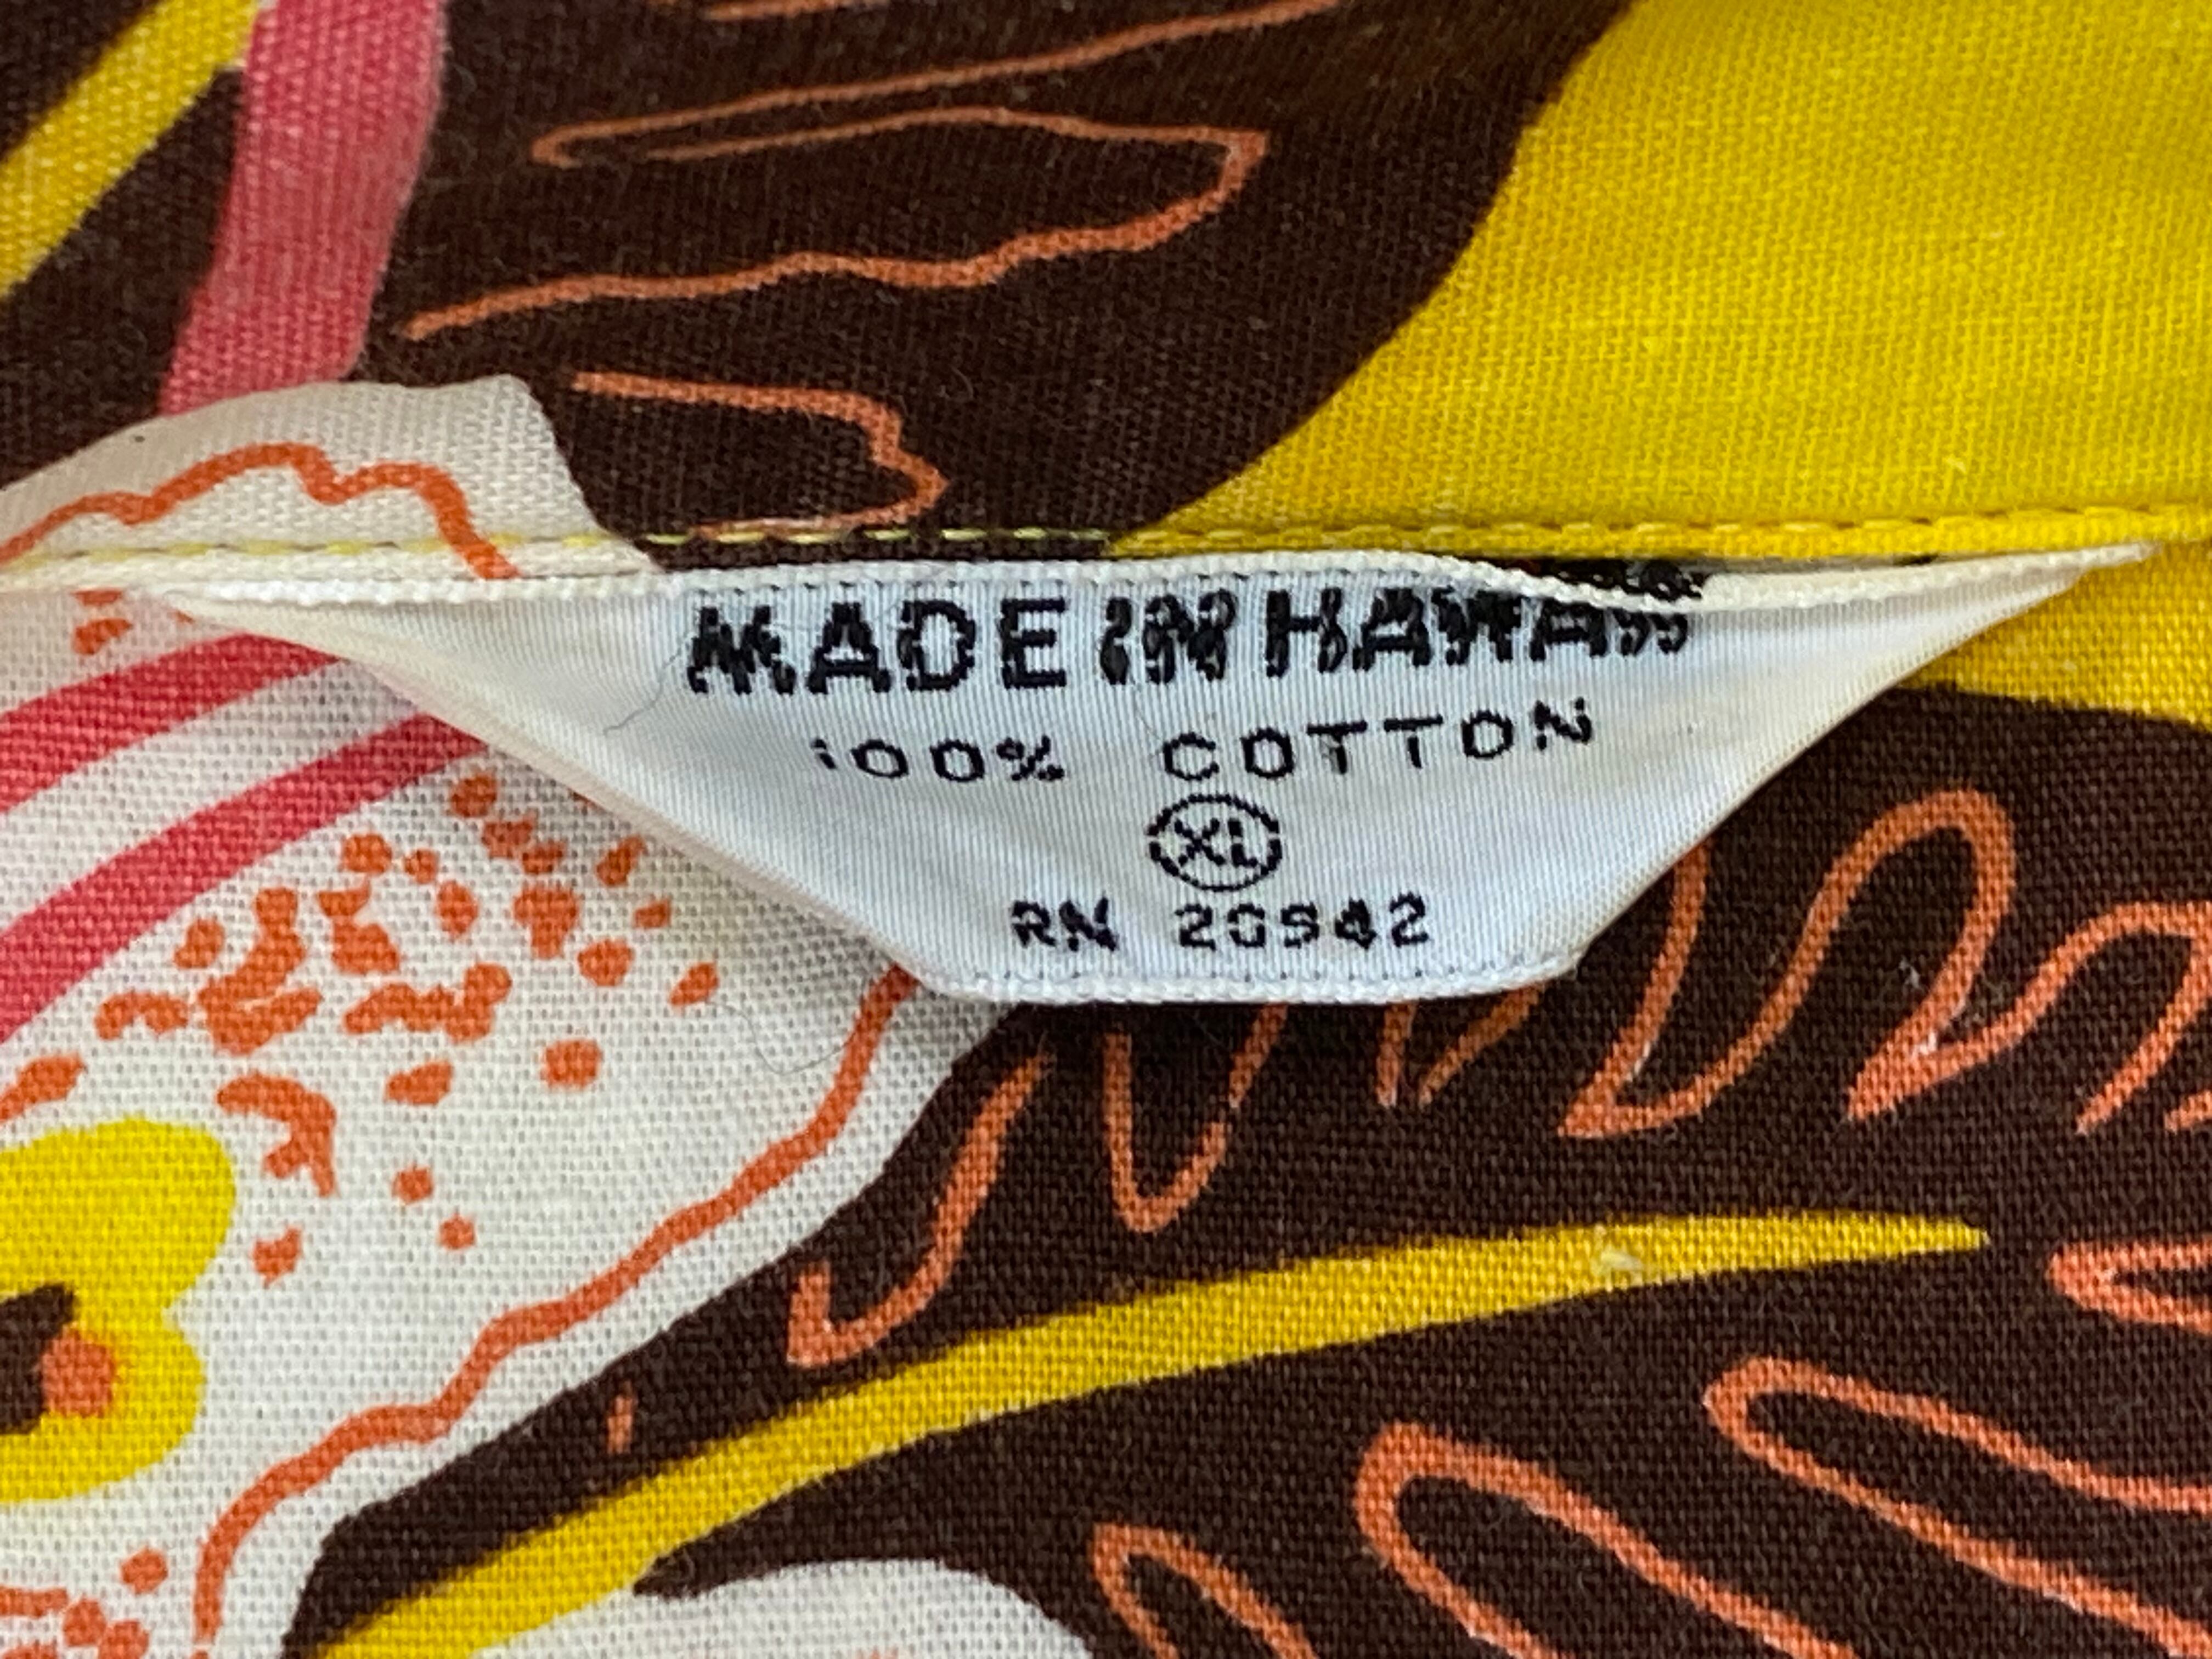 MADE IN HAWAII
100% COTTON
XL
RN 20542